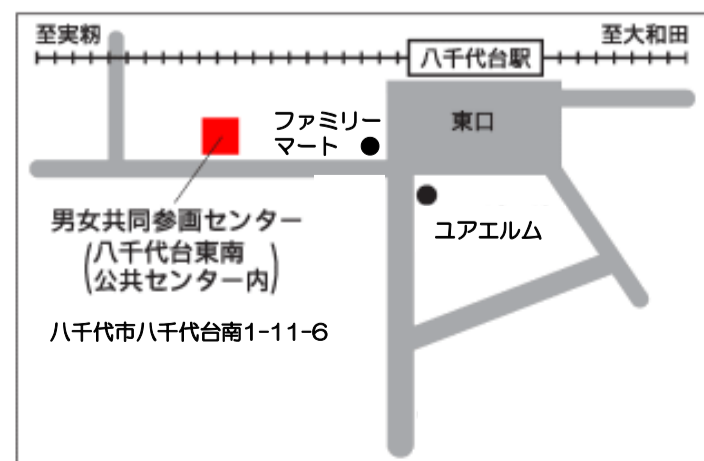 至実籾
至大和田
八千代台駅
東口
ファミリー
マート
ユアエルム
男女共同参画センター
(八千代台東南
公共センター内)
八千代市八千代台南1-11-6